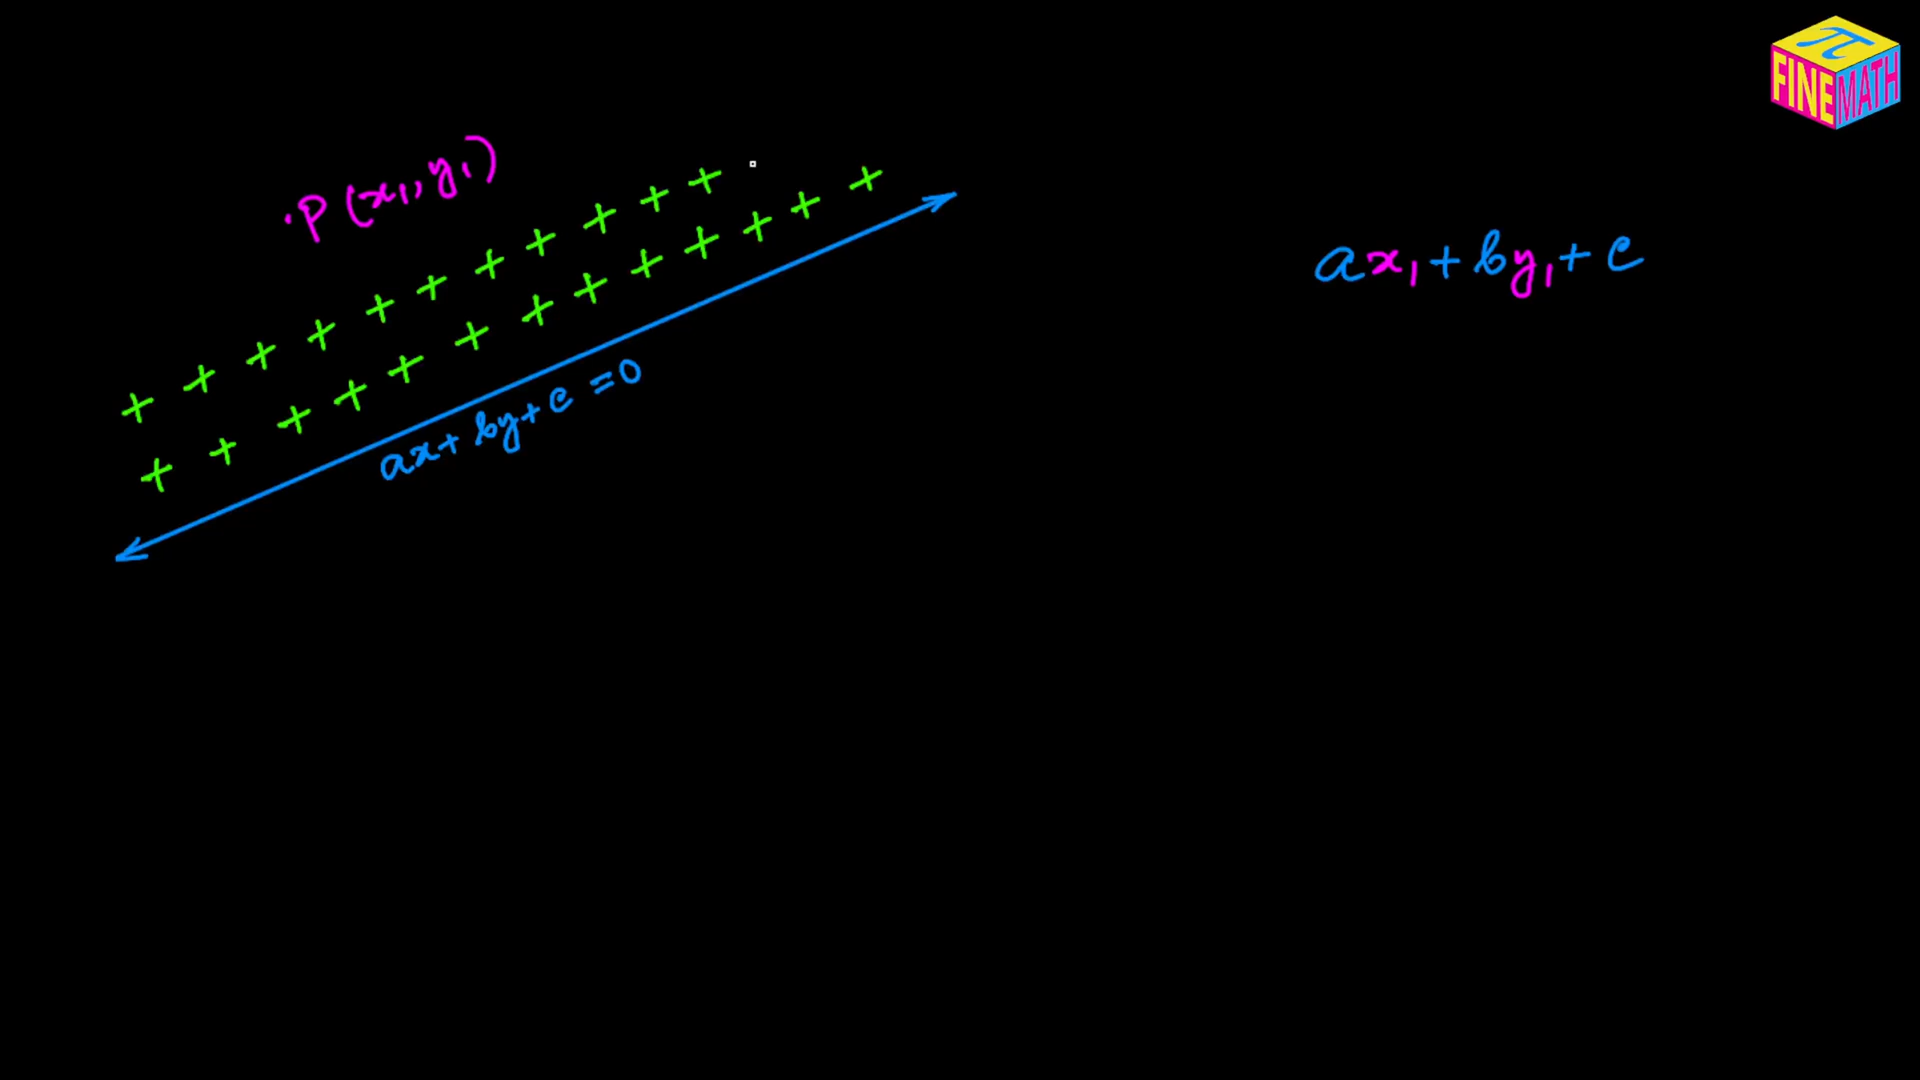 π
FINE MATH
.P(x₁,y₁)
+ + + + + + + + + + +
+ + + + + + + + + + + +
ax₁+by₁+c
ax+by+c=0